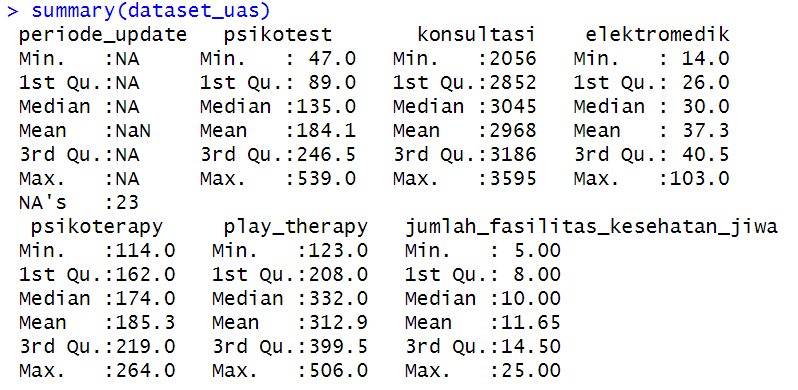 > summary(dataset_uas)
 periode_update   psikotest       konsultasi    elektromedik
 Min.   :NA     Min.   : 47.0   Min.   :2056   Min.   : 14.0
 1st Qu.:NA     1st Qu.: 89.0   1st Qu.:2852   1st Qu.: 26.0
 Median :NA     Median :135.0   Median :3045   Median : 30.0
 Mean   :NaN    Mean   :184.1   Mean   :2968   Mean   : 37.3
 3rd Qu.:NA     3rd Qu.:246.5   3rd Qu.:3186   3rd Qu.: 40.5
 Max.   :NA     Max.   :539.0   Max.   :3595   Max.   :103.0
 NA's   :23
  psikoterapy     play_therapy   jumlah_fasilitas_kesehatan_jiwa
 Min.   :114.0   Min.   :123.0   Min.   : 5.00
 1st Qu.:162.0   1st Qu.:208.0   1st Qu.: 8.00
 Median :174.0   Median :332.0   Median :10.00
 Mean   :185.3   Mean   :312.9   Mean   :11.65
 3rd Qu.:219.0   3rd Qu.:399.5   3rd Qu.:14.50
 Max.   :264.0   Max.   :506.0   Max.   :25.00